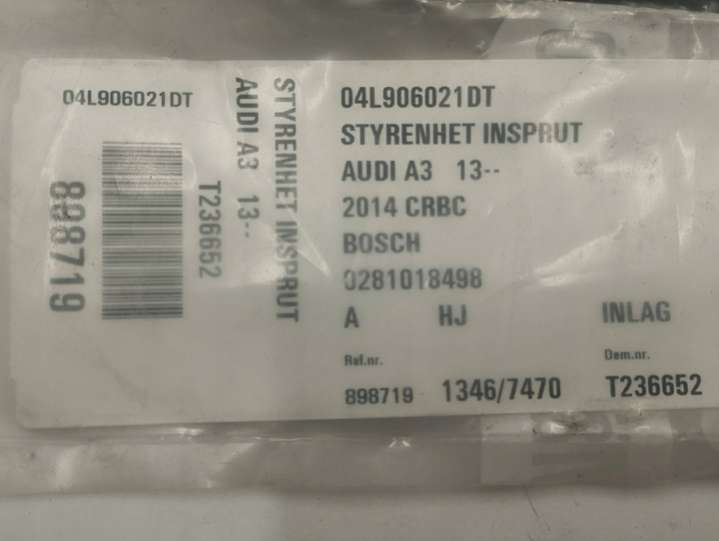 04L906021DT
898719
T236652
AUDI A3 13--
STYRENHET INSPRUT
04L906021DT
STYRENHET INSPRUT
AUDI A3 13--
2014 CRBC
BOSCH
0281018498
A HJ INLAG
Ref.nr. Dem.nr.
898719 1346/7470 T236652